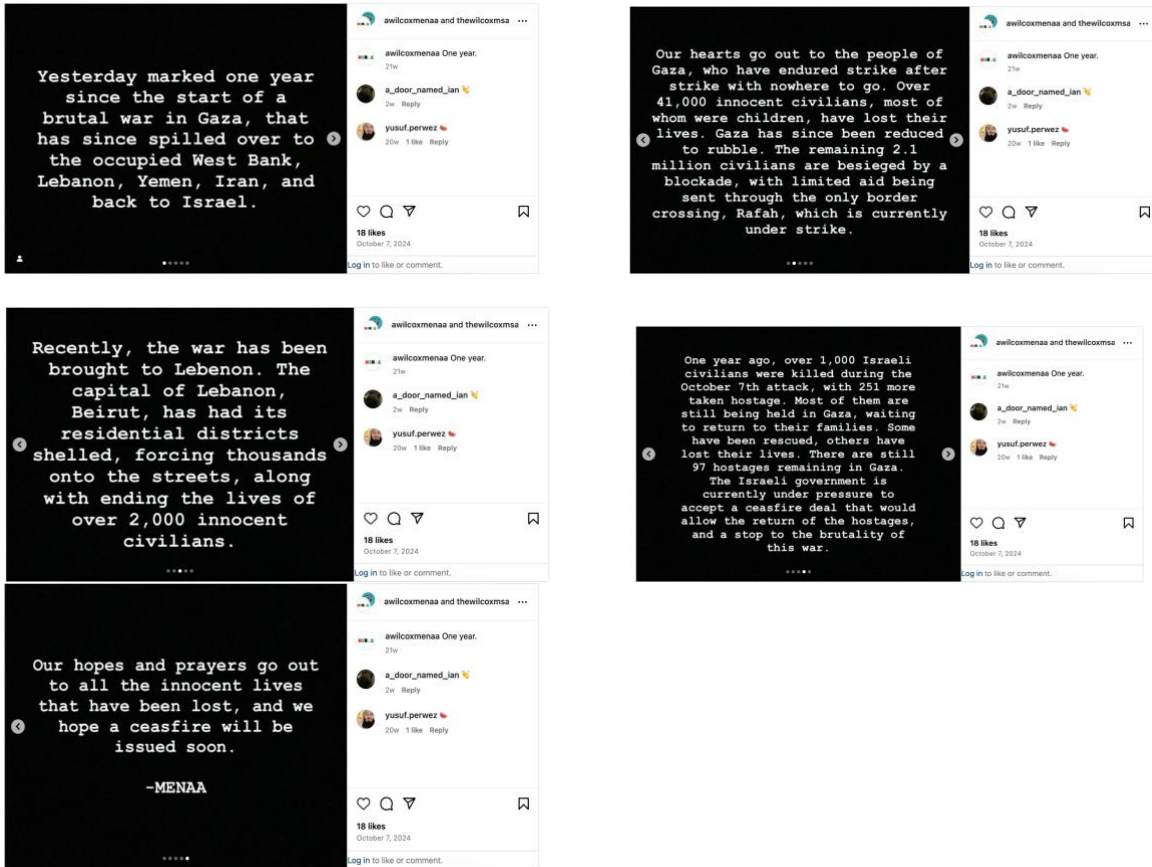 Yesterday marked one year
since the start of a
brutal war in Gaza, that
has since spilled over to
the occupied West Bank,
Lebanon, Yemen, Iran, and
back to Israel.
awilcoxmenaa and thewilcoxmsa
awilcoxmenaa One year.
21w
a_door_named_ian
2w Reply
yusuf.perwez
20w 1 like Reply
18 likes
October 7, 2024
Log in to like or comment.
Our hearts go out to the people of
Gaza, who have endured strike after
strike with nowhere to go. Over
41,000 innocent civilians, most of
whom were children, have lost their
lives. Gaza has since been reduced
to rubble. The remaining 2.1
million civilians are besieged by a
blockade, with limited aid being
sent through the only border
crossing, Rafah, which is currently
under strike.
awilcoxmenaa and thewilcoxmsa
awilcoxmenaa One year.
21w
a_door_named_ian
2w Reply
yusuf.perwez
20w 1 like Reply
18 likes
October 7, 2024
Log in to like or comment.
Recently, the war has been
brought to Lebenon. The
capital of Lebanon,
Beirut, has had its
residential districts
shelled, forcing thousands
onto the streets, along
with ending the lives of
over 2,000 innocent
civilians.
awilcoxmenaa and thewilcoxmsa
awilcoxmenaa One year.
21w
a_door_named_ian
2w Reply
yusuf.perwez
20w 1 like Reply
18 likes
October 7, 2024
Log in to like or comment.
One year ago, over 1,000 Israeli
civilians were killed during the
October 7th attack, with 251 more
taken hostage. Most of them are
still being held in Gaza, waiting
to return to their families. Some
have been rescued, others have
lost their lives. There are still
97 hostages remaining in Gaza.
The Israeli government is
currently under pressure to
accept a ceasfire deal that would
allow the return of the hostages,
and a stop to the brutality of
this war.
awilcoxmenaa and thewilcoxmsa
awilcoxmenaa One year.
21w
a_door_named_ian
2w Reply
yusuf.perwez
20w 1 like Reply
18 likes
October 7, 2024
Log in to like or comment.
Our hopes and prayers go out
to all the innocent lives
that have been lost, and we
hope a ceasfire will be
issued soon.
-MENAA
awilcoxmenaa and thewilcoxmsa
awilcoxmenaa One year.
21w
a_door_named_ian
2w Reply
yusuf.perwez
20w 1 like Reply
18 likes
October 7, 2024
Log in to like or comment.